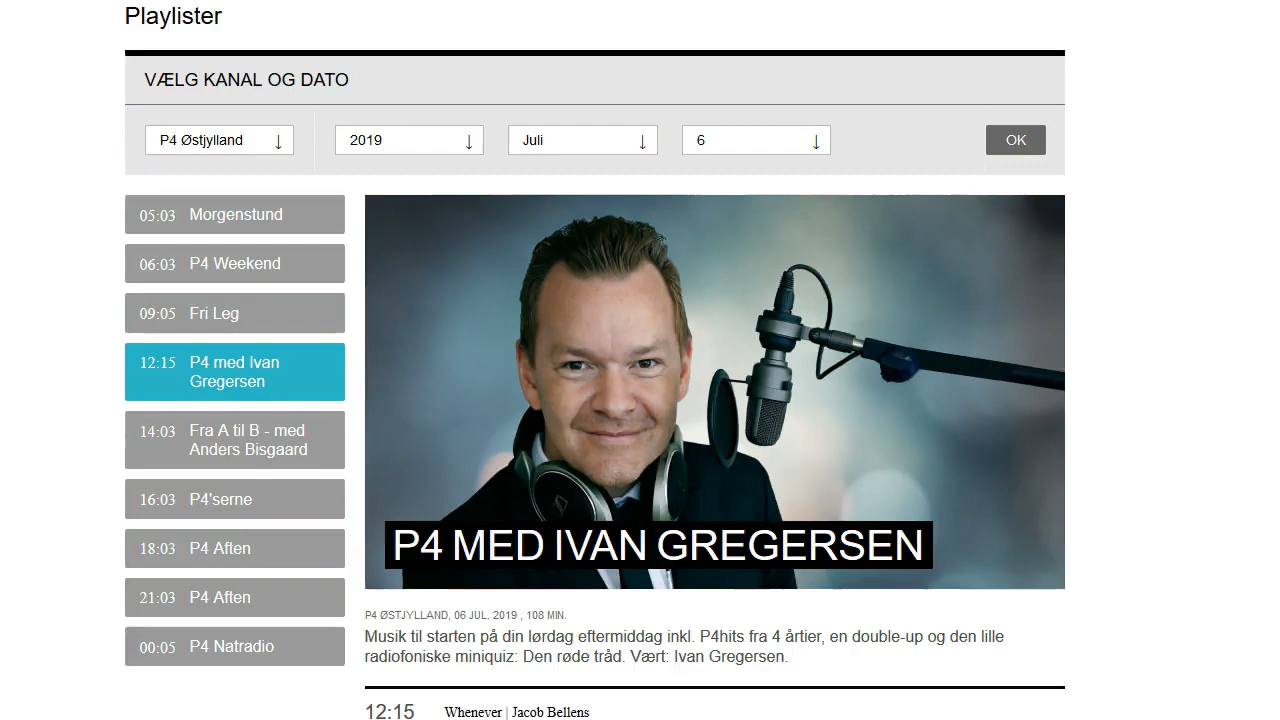 Playlister
VÆLG KANAL OG DATO
P4 Østjylland ↓ 2019 ↓ Juli ↓ 6 ↓ OK
05:03 Morgenstund
06:03 P4 Weekend
09:05 Fri Leg
12:15 P4 med Ivan
Gregersen
14:03 Fra A til B - med
Anders Bisgaard
16:03 P4'serne
18:03 P4 Aften
21:03 P4 Aften
00:05 P4 Natradio
P4 MED IVAN GREGERSEN
P4 ØSTJYLLAND, 06 JUL. 2019 , 108 MIN.
Musik til starten på din lørdag eftermiddag inkl. P4hits fra 4 årtier, en double-up og den lille
radiofoniske miniquiz: Den røde tråd. Vært: Ivan Gregersen.
12:15 Whenever | Jacob Bellens